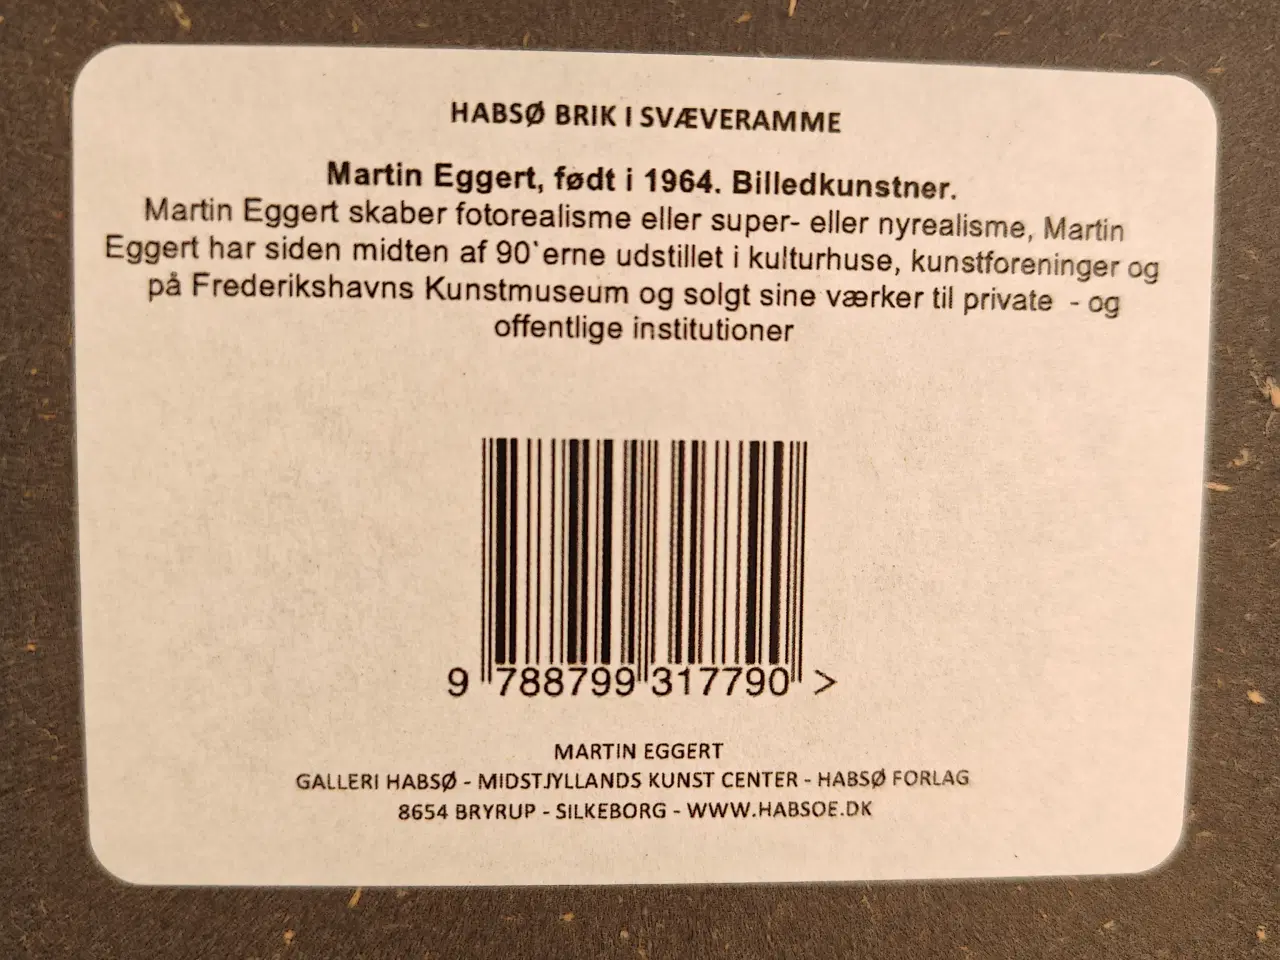 HABSØ BRIK I SVÆVERAMME
Martin Eggert, født i 1964. Billedkunstner.
Martin Eggert skaber fotorealisme eller super- eller nyrealisme, Martin
Eggert har siden midten af 90`erne udstillet i kulturhuse, kunstforeninger og
på Frederikshavns Kunstmuseum og solgt sine værker til private - og
offentlige institutioner
9 788799 317790 >
MARTIN EGGERT
GALLERI HABSØ - MIDSTJYLLANDS KUNST CENTER - HABSØ FORLAG
8654 BRYRUP - SILKEBORG - WWW.HABSOE.DK